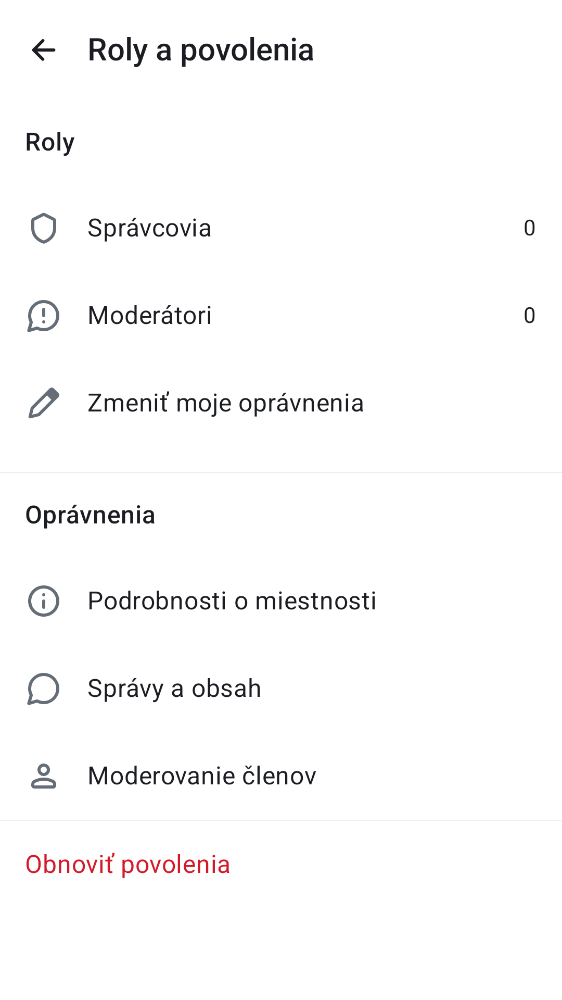 Roly a povolenia
Roly
Správcovia 0
Moderátori 0
Zmeniť moje oprávnenia
Oprávnenia
Podrobnosti o miestnosti
Správy a obsah
Moderovanie členov
Obnoviť povolenia